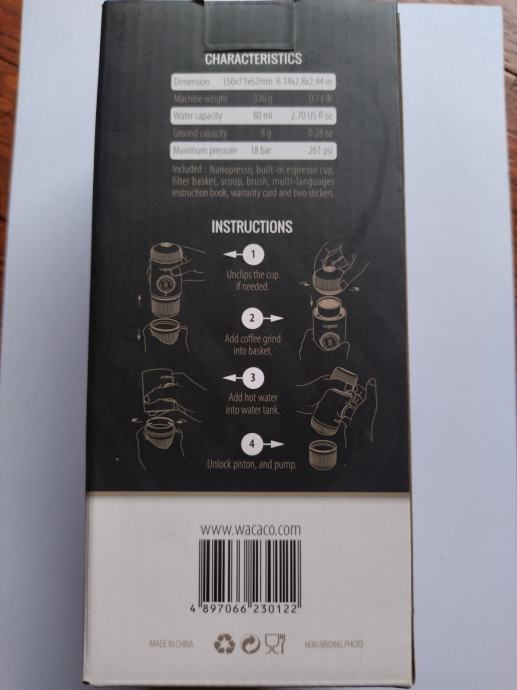 CHARACTERISTICS
Dimension 156x71x62mm 6.14x2.8x2.44 in
Machine weight 336 g 0.74 lb
Water capacity 80 ml 2.70 US fl oz
Ground capacity 8 g 0.28 oz
Maximum pressure 18 bar 261 psi
Included : Nanopresso, built-in espresso cup,
filter basket, scoop, brush, multi-languages
instruction book, warranty card and two stickers.
INSTRUCTIONS
1
Unclips the cup
if needed.
2
Add coffee grind
into basket.
3
Add hot water
into water tank.
4
Unlock piston, and pump.
www.wacaco.com
4 897066 230122
MADE IN CHINA
NON BINDING PHOTO